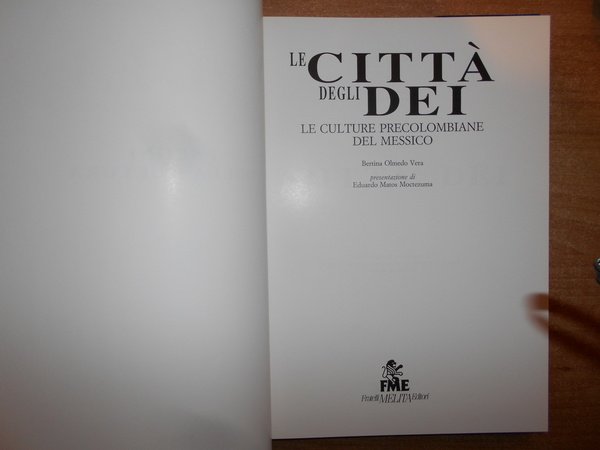 LE CITTÀ
DEGLI DEI
LE CULTURE PRECOLOMBIANE
DEL MESSICO
Bertina Olmedo Vera
presentazione di
Eduardo Matos Moctezuma
FME
Fratelli MELITA Editori